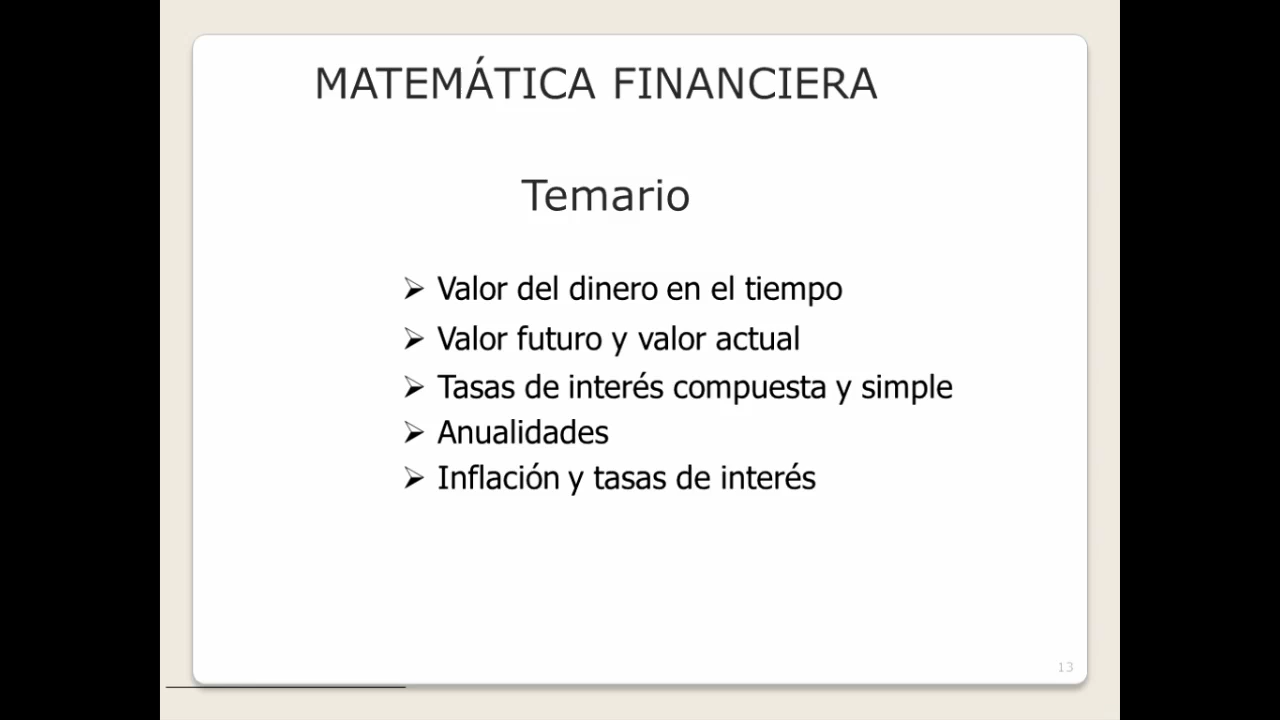 MATEMÁTICA FINANCIERA
Temario
➢ Valor del dinero en el tiempo
➢ Valor futuro y valor actual
➢ Tasas de interés compuesta y simple
➢ Anualidades
➢ Inflación y tasas de interés
13